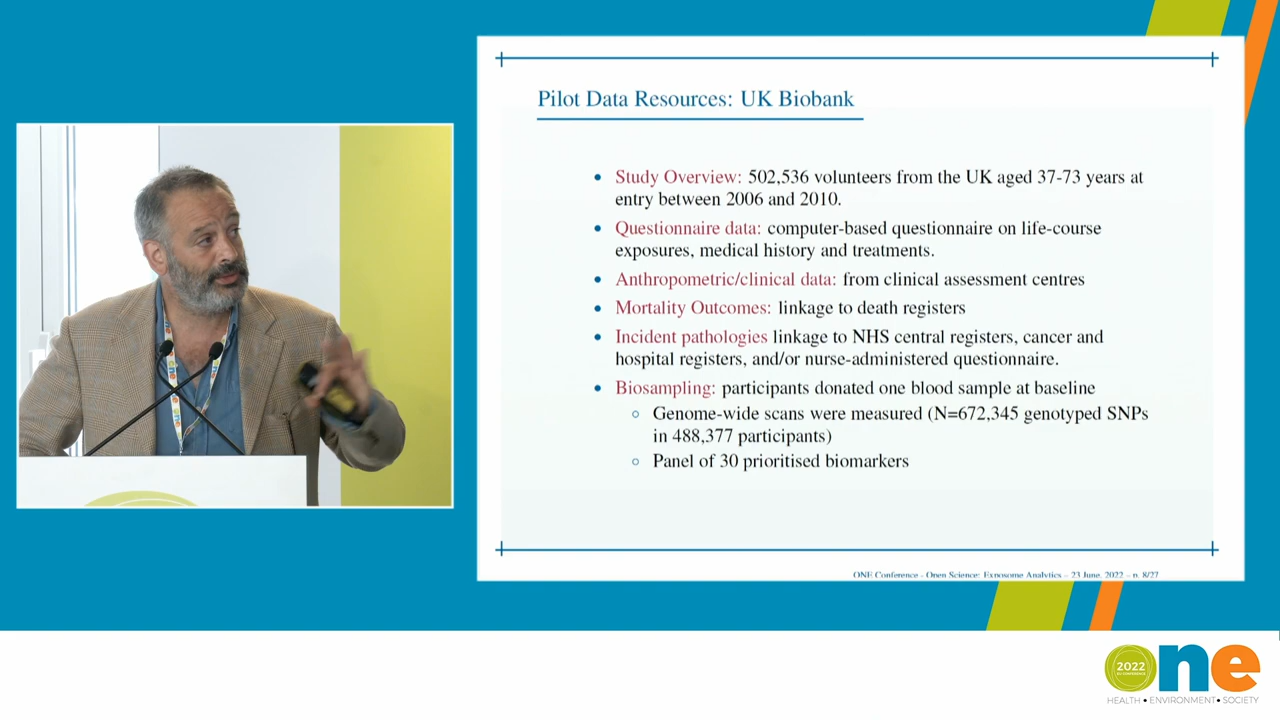 Pilot Data Resources: UK Biobank
• Study Overview: 502,536 volunteers from the UK aged 37-73 years at
entry between 2006 and 2010.
• Questionnaire data: computer-based questionnaire on life-course
exposures, medical history and treatments.
• Anthropometric/clinical data: from clinical assessment centres
• Mortality Outcomes: linkage to death registers
• Incident pathologies linkage to NHS central registers, cancer and
hospital registers, and/or nurse-administered questionnaire.
• Biosampling: participants donated one blood sample at baseline
◦ Genome-wide scans were measured (N=672,345 genotyped SNPs
in 488,377 participants)
◦ Panel of 30 prioritised biomarkers
ONE Conference - Open Science: Exposome Analytics – 23 June, 2022 – p. 8/27
2022
EU CONFERENCE
one
HEALTH • ENVIRONMENT • SOCIETY